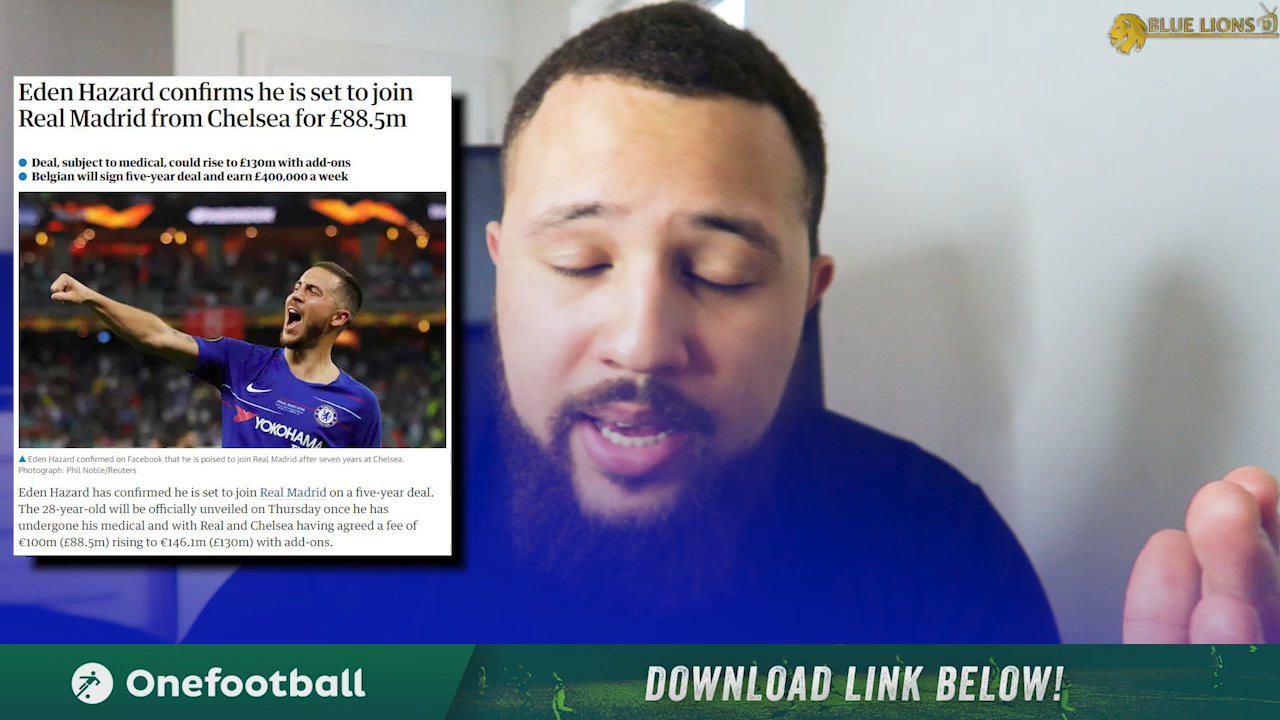 BLUE LIONS TV
Eden Hazard confirms he is set to join
Real Madrid from Chelsea for £88.5m
Deal, subject to medical, could rise to £130m with add-ons
Belgian will sign five-year deal and earn £400,000 a week
YOKOHAMA
Eden Hazard confirmed on Facebook that he is poised to join Real Madrid after seven years at Chelsea.
Photograph: Phil Noble/Reuters
Eden Hazard has confirmed he is set to join Real Madrid on a five-year deal.
The 28-year-old will be officially unveiled on Thursday once he has
undergone his medical and with Real and Chelsea having agreed a fee of
€100m (£88.5m) rising to €146.1m (£130m) with add-ons.
Onefootball
DOWNLOAD LINK BELOW!